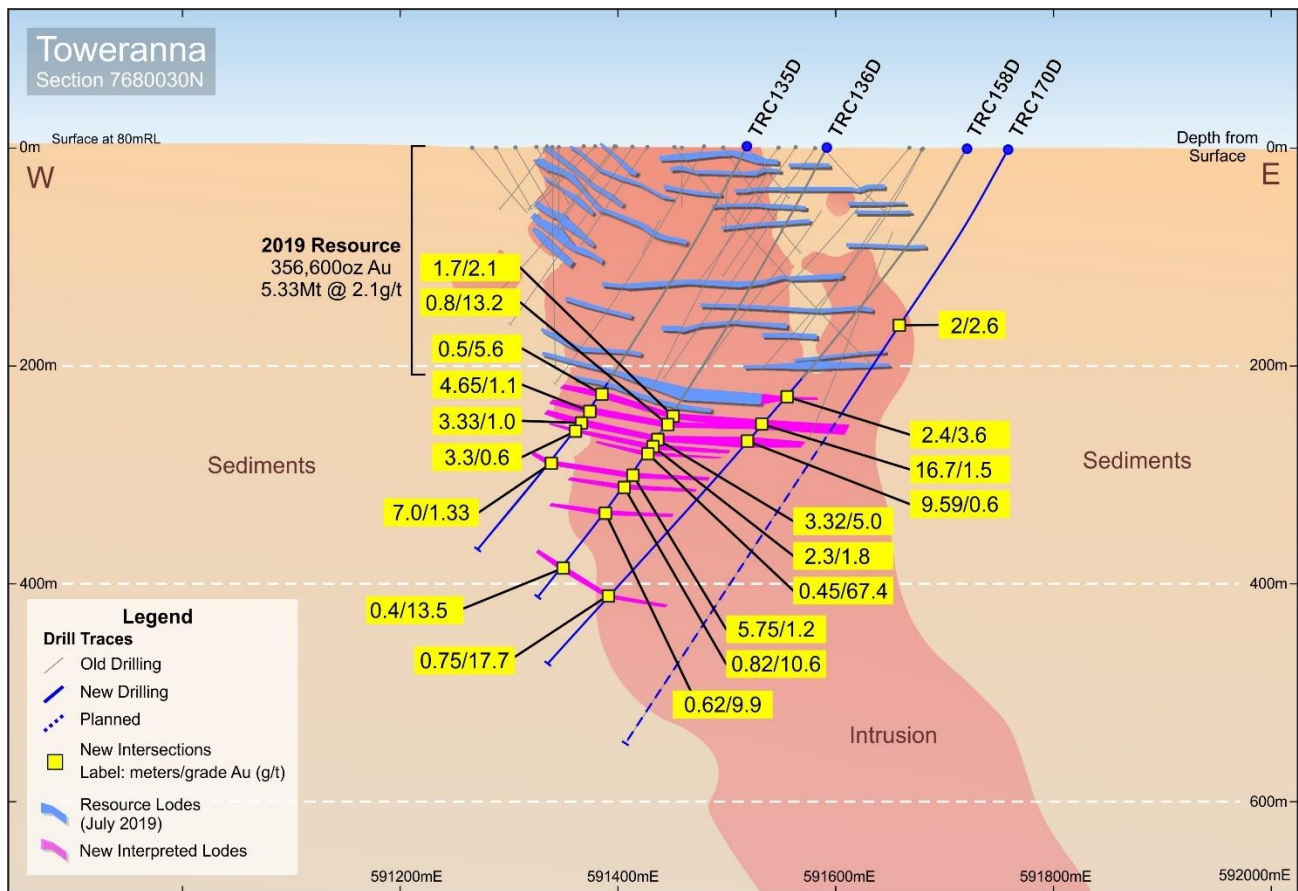 Toweranna
Section 7680030N
TRC135D
TRC136D
TRC158D
TRC170D
0m
Surface at 80mRL
Depth from
Surface
0m
W
E
2019 Resource
356,600oz Au
5.33Mt @ 2.1g/t
1.7/2.1
0.8/13.2
0.5/5.6
4.65/1.1
3.33/1.0
3.3/0.6
7.0/1.33
0.4/13.5
0.75/17.7
2/2.6
2.4/3.6
16.7/1.5
9.59/0.6
3.32/5.0
2.3/1.8
0.45/67.4
5.75/1.2
0.82/10.6
0.62/9.9
200m
200m
Sediments
Sediments
400m
400m
Intrusion
600m
Legend
Drill Traces
Old Drilling
New Drilling
Planned
New Intersections
Label: meters/grade Au (g/t)
Resource Lodes
(July 2019)
New Interpreted Lodes
591200mE
591400mE
591600mE
591800mE
592000mE